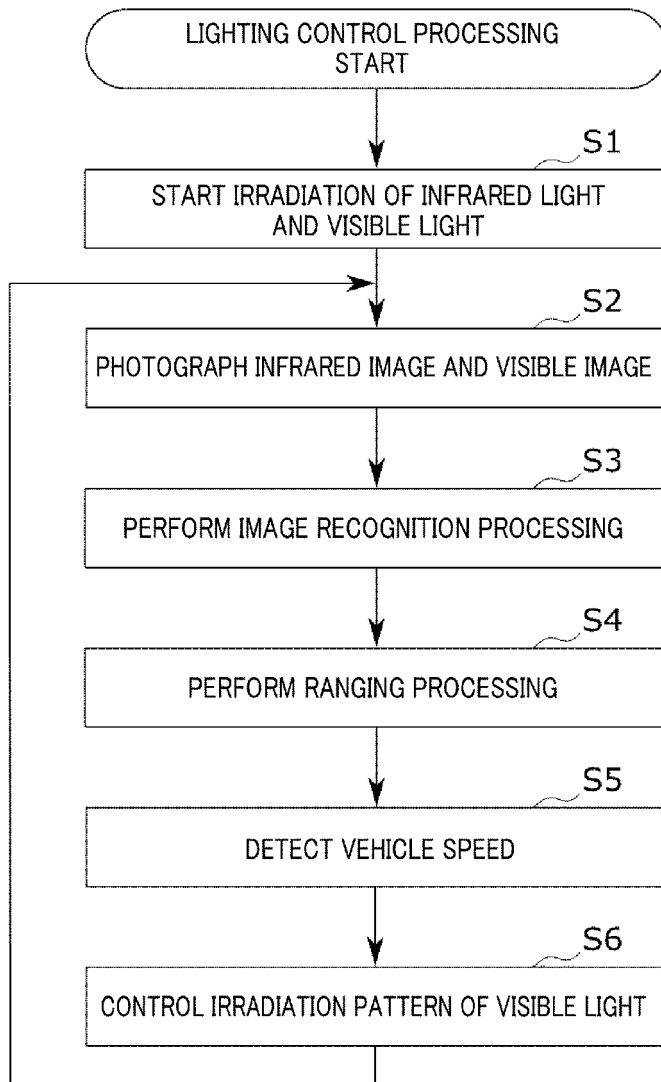 LIGHTING CONTROL PROCESSING
START
S1
START IRRADIATION OF INFRARED LIGHT
AND VISIBLE LIGHT
S2
PHOTOGRAPH INFRARED IMAGE AND VISIBLE IMAGE
S3
PERFORM IMAGE RECOGNITION PROCESSING
S4
PERFORM RANGING PROCESSING
S5
DETECT VEHICLE SPEED
S6
CONTROL IRRADIATION PATTERN OF VISIBLE LIGHT